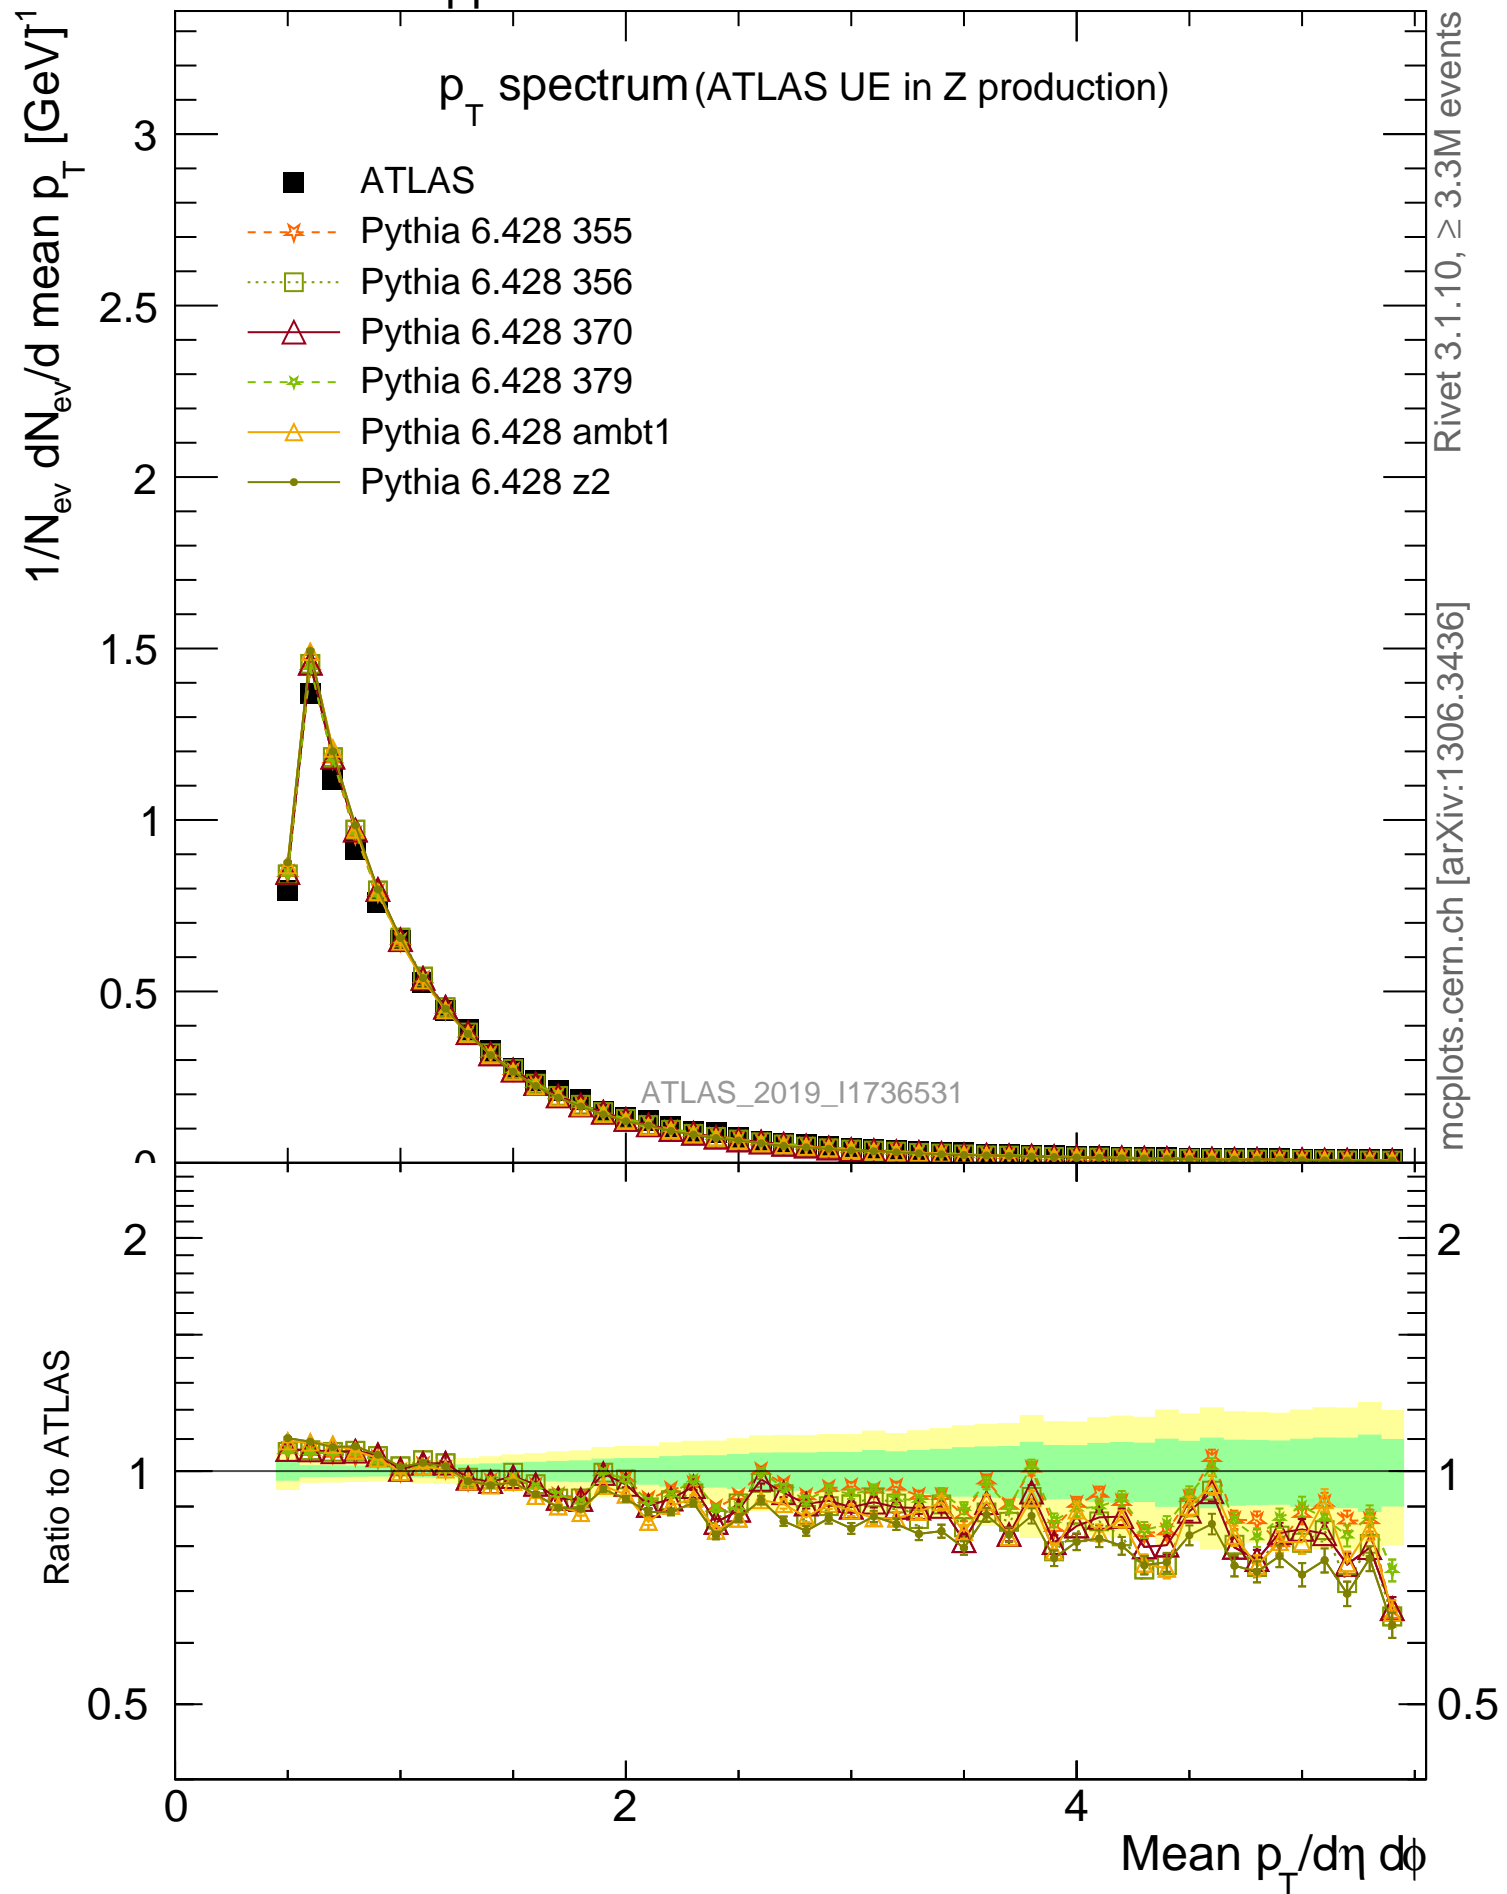 p_T spectrum (ATLAS UE in Z production)
1/N_ev dN_ev/d mean p_T [GeV]^-1
ATLAS
Pythia 6.428 355
Pythia 6.428 356
Pythia 6.428 370
Pythia 6.428 379
Pythia 6.428 ambt1
Pythia 6.428 z2
3
2.5
2
1.5
1
0.5
0
ATLAS_2019_I1736531
Rivet 3.1.10, ≥ 3.3M events
mcplots.cern.ch [arXiv:1306.3436]
Ratio to ATLAS
2
1
0.5
2
1
0.5
0
2
4
Mean p_T/dη dϕ